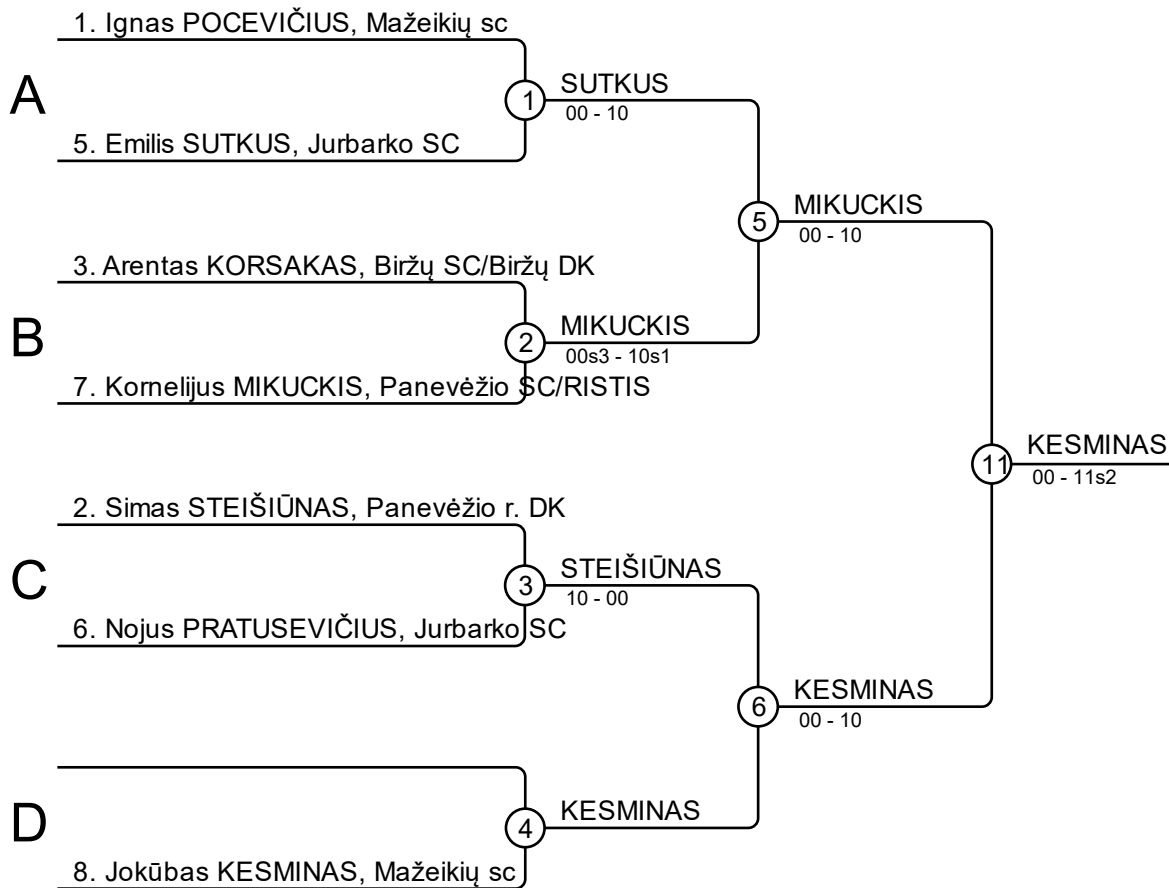 1. Ignas POCEVIČIUS, Mažeikių sc
A
1
SUTKUS
00 - 10
5. Emilis SUTKUS, Jurbarko SC
5
MIKUCKIS
00 - 10
3. Arentas KORSAKAS, Biržų SC/Biržų DK
B
2
MIKUCKIS
00s3 - 10s1
7. Kornelijus MIKUCKIS, Panevėžio SC/RISTIS
11
KESMINAS
00 - 11s2
2. Simas STEIŠIŪNAS, Panevėžio r. DK
C
3
STEIŠIŪNAS
10 - 00
6. Nojus PRATUSEVIČIUS, Jurbarko SC
6
KESMINAS
00 - 10
D
4
KESMINAS
8. Jokūbas KESMINAS, Mažeikių sc